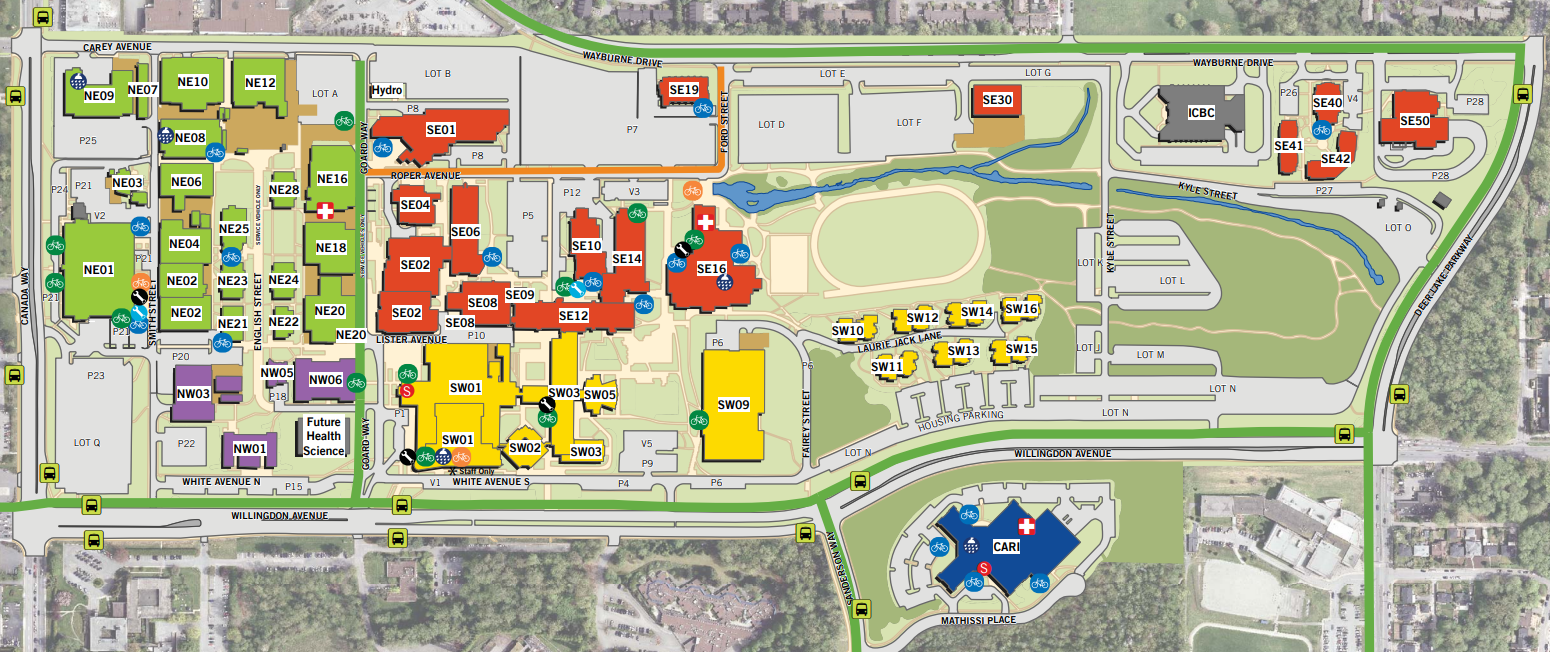 CAREY AVENUE
WAYBURNE DRIVE
WAYBURNE DRIVE
NE09
NE07
NE10
NE12
LOT A
LOT B
Hydro
P8
SE01
P8
P7
SE19
FORD STREET
LOT E
LOT D
LOT F
LOT G
SE30
ICBC
P26
SE40
V4
SE41
SE42
SE50
P28
P28
P27
P25
NE08
GOARD WAY
ROPER AVENUE
P24
P21
NE03
V2
NE06
NE28
NE16
SERVICE VEHICLE ONLY
SERVICE VEHICLE ONLY
SE04
SE06
P5
P12
V3
KYLE STREET
KYLE STREET
LOT O
NE25
NE04
NE18
P21
NE01
NE02
NE23
NE24
SE02
SE10
SE14
SE16
LOT K
LOT L
DEER LAKE PARKWAY
CANADA WAY
P21
NE02
SMITH STREET
P21
NE21
ENGLISH STREET
NE22
NE20
NE20
SE02
SE08
SE09
SE08
SE12
P10
LISTER AVENUE
SW10
SW12
SW14
SW16
LAURIE JACK LANE
SW11
SW13
SW15
LOT J
LOT M
P20
P23
NW03
NW05
P18
NW06
P6
P6
SW01
SW03
SW05
SW09
FAIREY STREET
LOT N
LOT N
HOUSING PARKING
LOT N
P1
Future
Health
Science
GOARD WAY
LOT Q
P22
NW01
SW01
SW02
SW03
V5
P9
Staff Only
WHITE AVENUE N
P15
V1
WHITE AVENUE S
P4
P6
WILLINGDON AVENUE
WILLINGDON AVENUE
S
S
SANDERSON WAY
CARI
MATHISSI PLACE